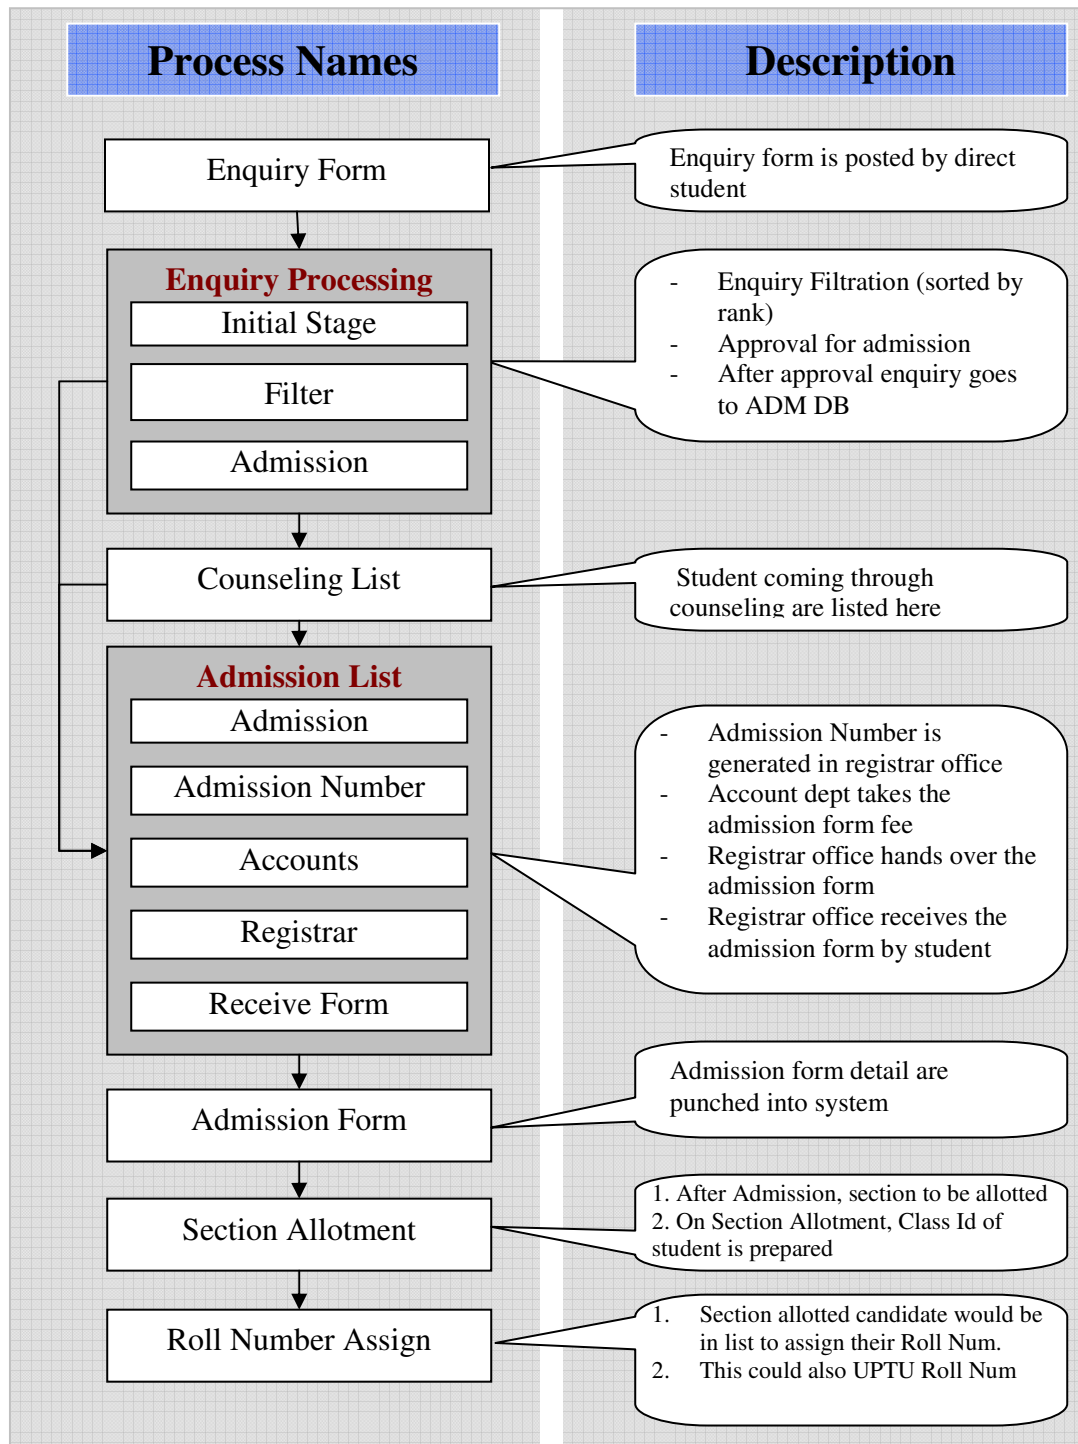 Process Names
Description
Enquiry Form
Enquiry form is posted by direct
student
Enquiry Processing
Initial Stage
Filter
Admission
- Enquiry Filtration (sorted by
rank)
- Approval for admission
- After approval enquiry goes
to ADM DB
Counseling List
Student coming through
counseling are listed here
Admission List
Admission
Admission Number
Accounts
Registrar
Receive Form
- Admission Number is
generated in registrar office
- Account dept takes the
admission form fee
- Registrar office hands over the
admission form
- Registrar office receives the
admission form by student
Admission Form
Admission form detail are
punched into system
Section Allotment
1. After Admission, section to be allotted
2. On Section Allotment, Class Id of
student is prepared
Roll Number Assign
1. Section allotted candidate would be
in list to assign their Roll Num.
2. This could also UPTU Roll Num